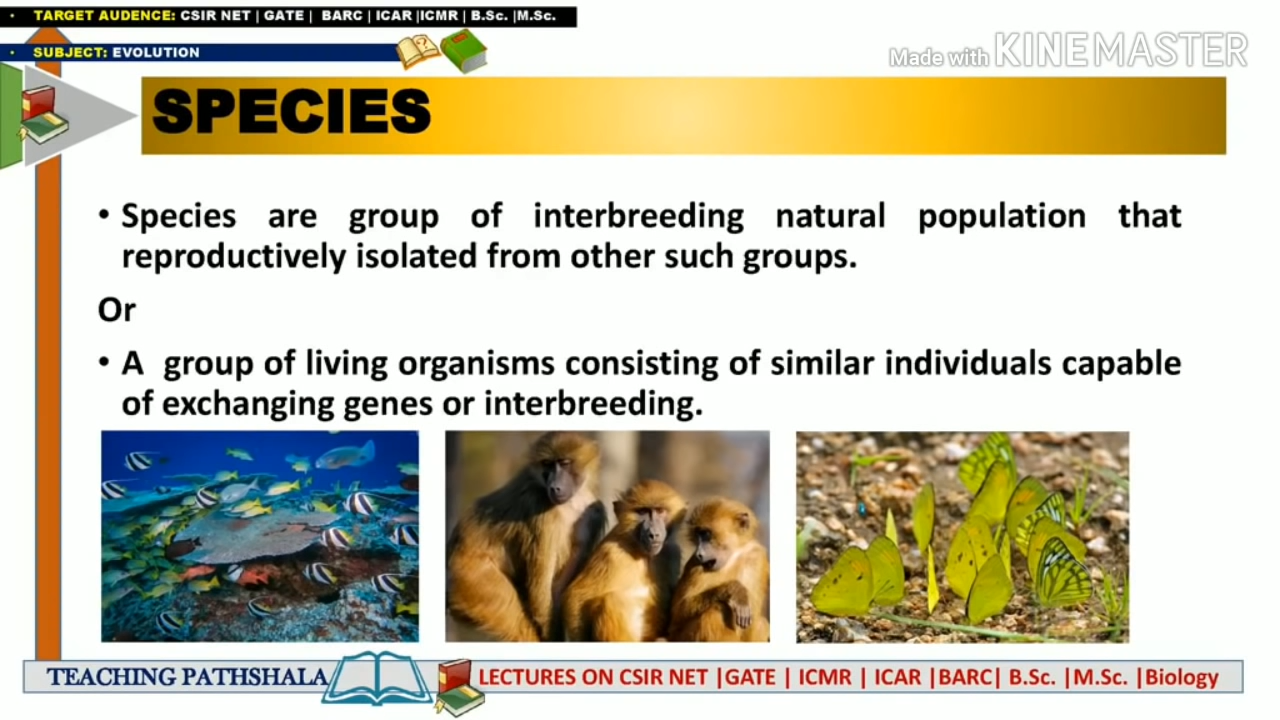 • TARGET AUDENCE: CSIR NET | GATE | BARC | ICAR |ICMR | B.Sc. |M.Sc.
• SUBJECT: EVOLUTION
Made with KINEMASTER
SPECIES
• Species are group of interbreeding natural population that
reproductively isolated from other such groups.
Or
• A group of living organisms consisting of similar individuals capable
of exchanging genes or interbreeding.
TEACHING PATHSHALA
LECTURES ON CSIR NET |GATE | ICMR | ICAR |BARC| B.Sc. |M.Sc. |Biology